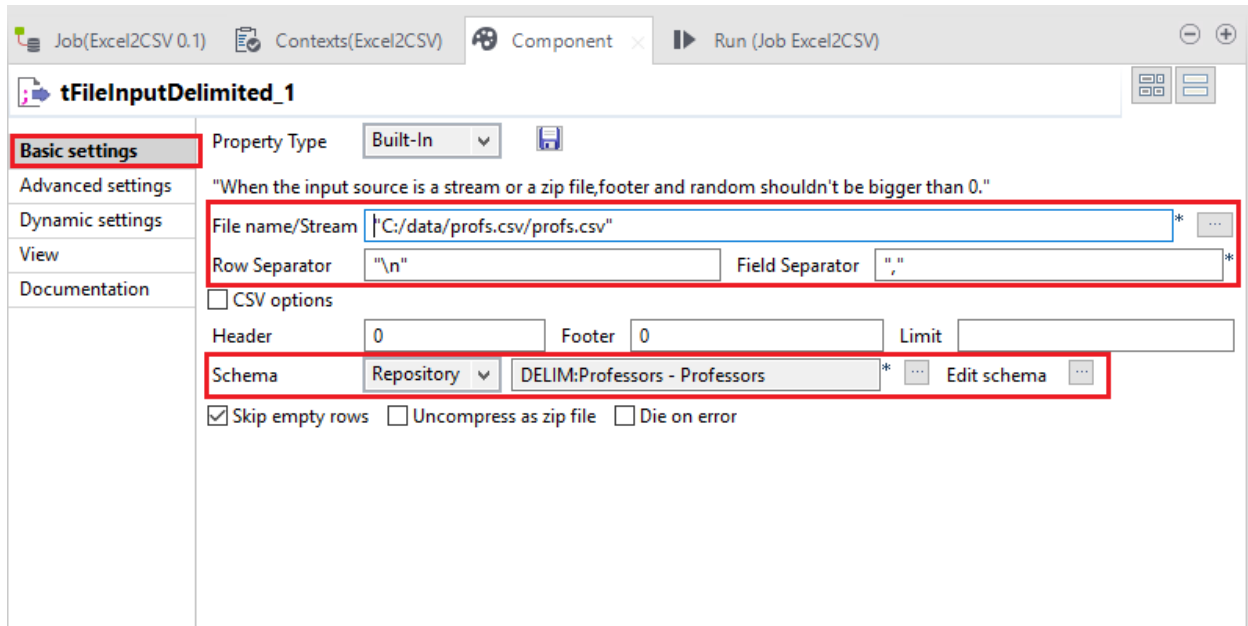 Job(Excel2CSV 0.1) Contexts(Excel2CSV) Component Run (Job Excel2CSV)
tFileInputDelimited_1
Basic settings
Advanced settings
Dynamic settings
View
Documentation
Property Type Built-In
"When the input source is a stream or a zip file,footer and random shouldn't be bigger than 0."
File name/Stream "C:/data/profs.csv/profs.csv" * ...
Row Separator "\n" Field Separator "," *
CSV options
Header 0 Footer 0 Limit
Schema Repository DELIM:Professors - Professors * ... Edit schema ...
Skip empty rows Uncompress as zip file Die on error